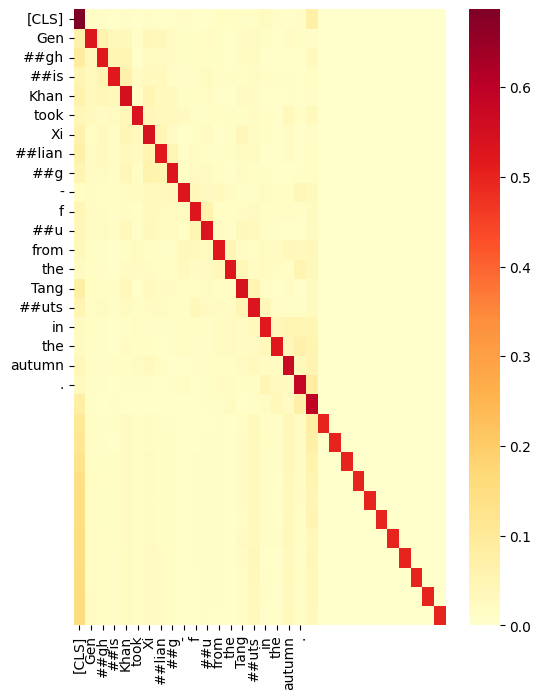 [CLS]
Gen
##gh
##is
Khan
took
Xi
##lian
##g
-
f
##u
from
the
Tang
##uts
in
the
autumn
.
0.6
0.5
0.4
0.3
0.2
0.1
0.0
[CLS]
Gen
##gh
##is
Khan
took
Xi
##lian
##g
-
f
##u
from
the
Tang
##uts
in
the
autumn
.